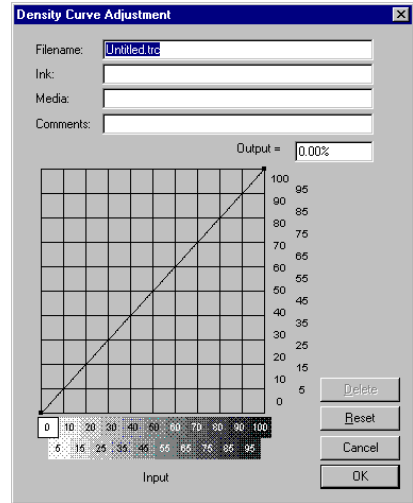 Density Curve Adjustment
Filename: Untitled.trc
Ink:
Media:
Comments:
Output = 0.00%
100
95
90
85
80
75
70
65
60
55
50
45
40
35
30
25
20
15
10
5
0
0 10 20 30 40 50 60 70 80 90 100
5 15 25 35 45 55 65 75 85 95
Input
Delete
Reset
Cancel
OK